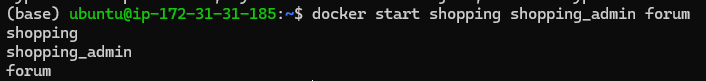 (base) ubuntu@ip-172-31-31-185:~$ docker start shopping shopping_admin forum
shopping
shopping_admin
forum